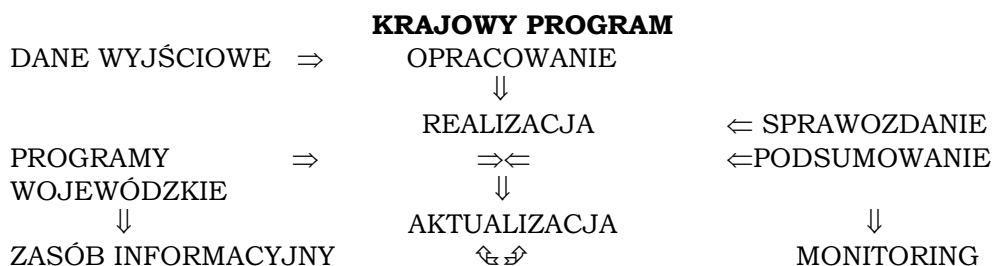 KRAJOWY PROGRAM
DANE WYJŚCIOWE ⇒ OPRACOWANIE
⇓
REALIZACJA ⇐ SPRAWOZDANIE
PROGRAMY ⇒ ⇒⇐ ⇐PODSUMOWANIE
WOJEWÓDZKIE ⇓
⇓ AKTUALIZACJA ⇓
ZASÓB INFORMACYJNY MONITORING